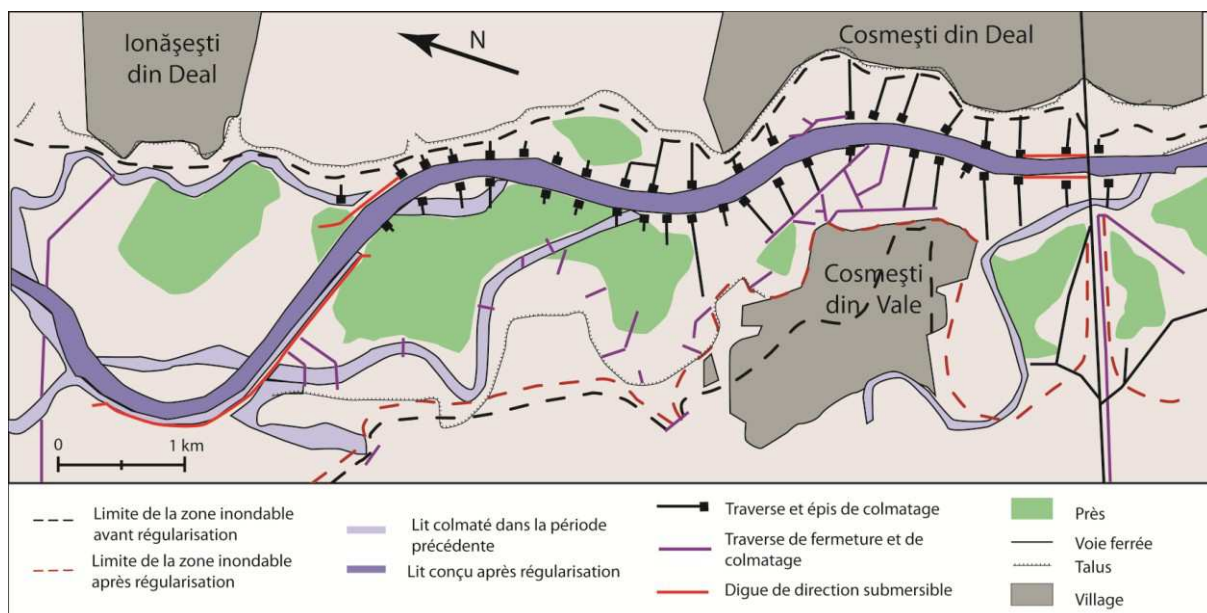 Ionăşeşti
din Deal
N
Cosmeşti din Deal
Cosmeşti
din Vale
0
1 km
Limite de la zone inondable
avant régularisation
Limite de la zone inondable
après régularisation
Lit colmaté dans la période
précédente
Lit conçu après régularisation
Traverse et épis de colmatage
Traverse de fermeture et de
colmatage
Digue de direction submersible
Près
Voie ferrée
Talus
Village